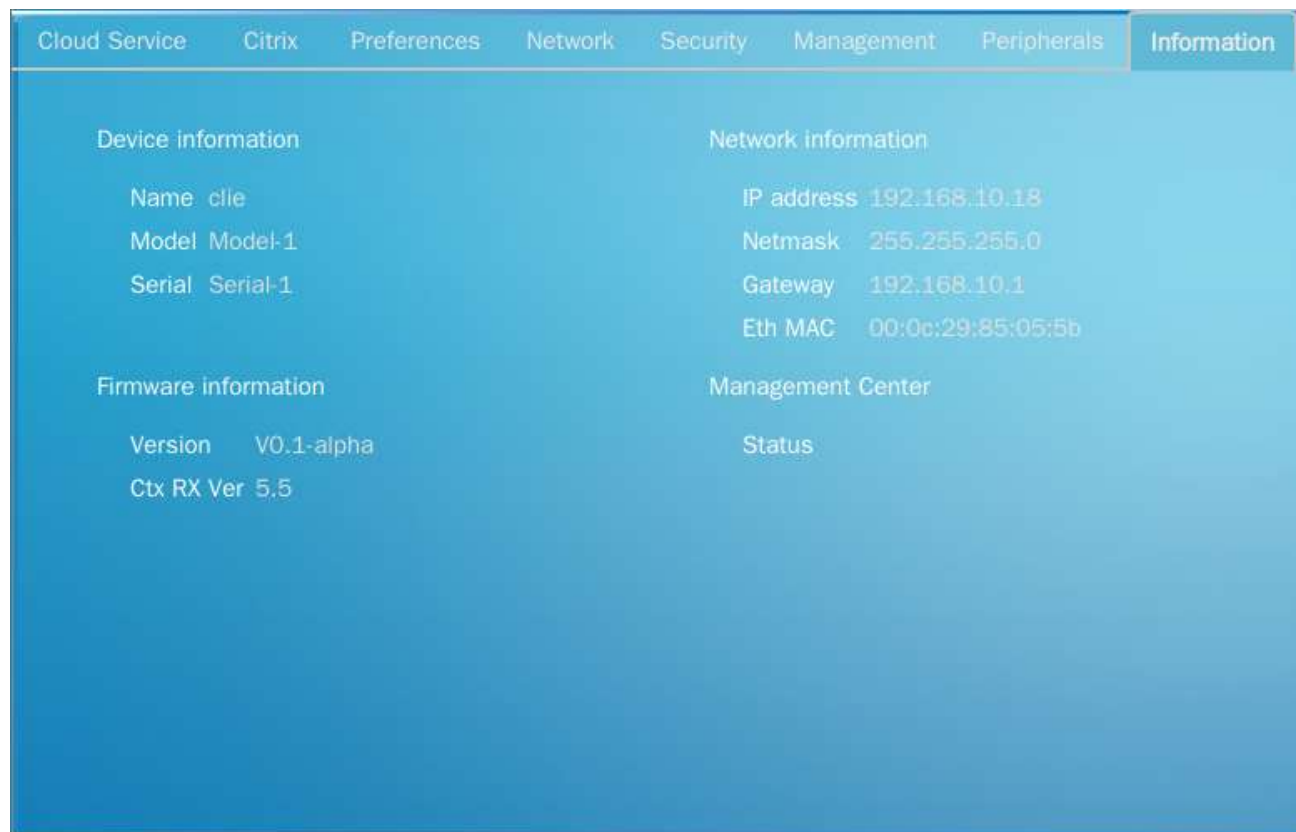 Cloud Service Citrix Preferences Network Security Management Peripherals Information
Device information
Name clie
Model Model-1
Serial Serial-1
Network information
IP address 192.168.10.18
Netmask 255.255.255.0
Gateway 192.168.10.1
Eth MAC 00:0c:29:85:05:5b
Firmware information
Version V0.1-alpha
Ctx RX Ver 5.5
Management Center
Status